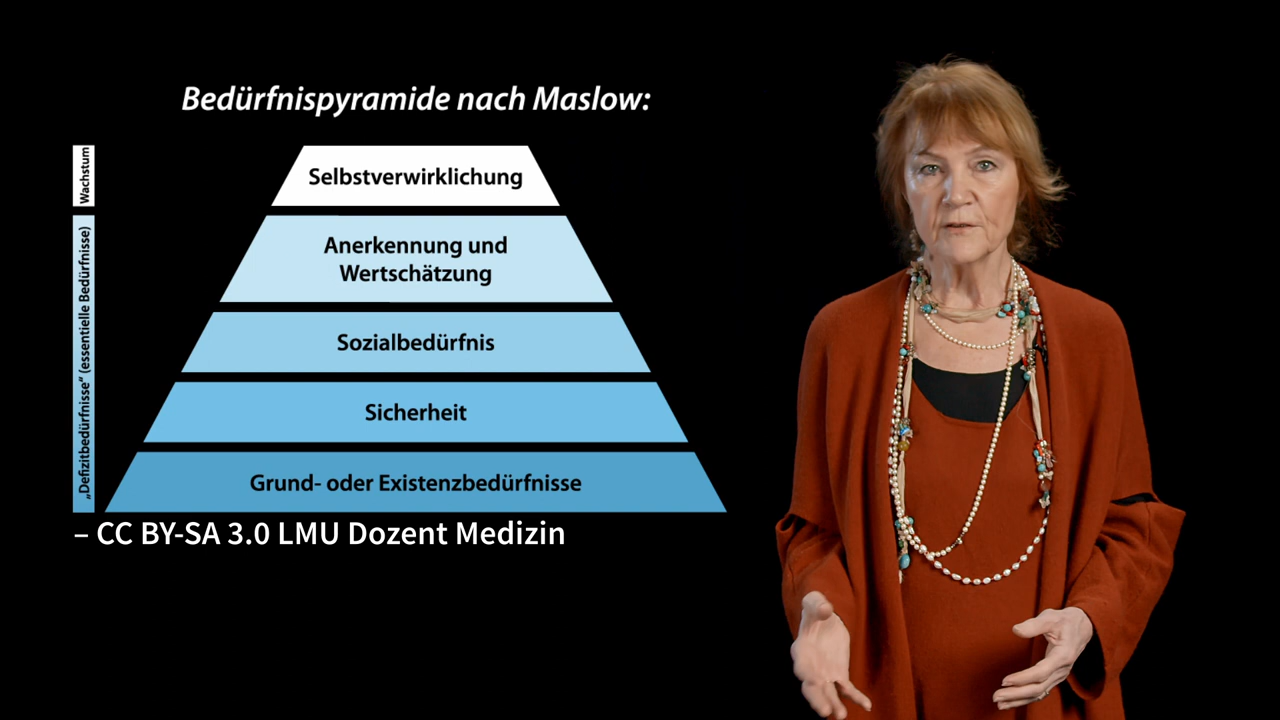 Bedürfnispyramide nach Maslow:
Wachstum
Selbstverwirklichung
„Defizitbedürfnisse“ (essentielle Bedürfnisse)
Anerkennung und
Wertschätzung
Sozialbedürfnis
Sicherheit
Grund- oder Existenzbedürfnisse
– CC BY-SA 3.0 LMU Dozent Medizin